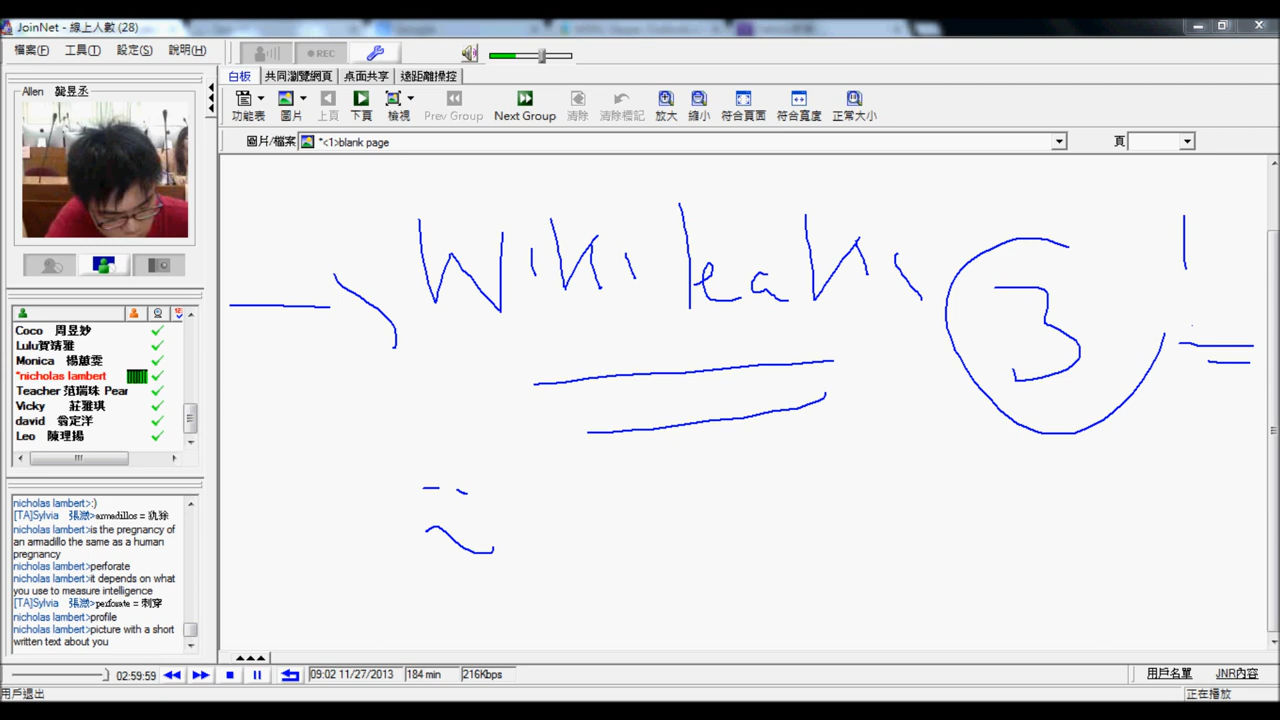 JoinNet - 線上人數 (28)
檔案(F) 工具(T) 設定(S) 說明(H)
REC
Allen 龔昱丞
白板 共同瀏覽網頁 桌面共享 遠距離操控
功能表 圖片 上頁 下頁 檢視 Prev Group Next Group 清除 清除標記 放大 縮小 符合頁面 符合寬度 正常大小
圖片/檔案 *<1>blank page 頁
Wikileaks 3
Coco 周昱妙
Lulu賀婧雅
Monica 楊蕙雯
*nicholas lambert
Teacher 范瑞珠 Pear
Vicky 莊雅琪
david 翁定洋
Leo 陳理揚
nicholas lambert>:)
[TA]Sylvia 張澂>armadillos = 犰狳
nicholas lambert>is the pregnancy of
an armadillo the same as a human
pregnancy
nicholas lambert>perforate
nicholas lambert>it depends on what
you use to measure intelligence
[TA]Sylvia 張澂>perforate = 刺穿
nicholas lambert>profile
nicholas lambert>picture with a short
written text about you
02:59:59 09:02 11/27/2013 184 min 216Kbps 用戶名單 JNR內容
用戶退出 正在播放